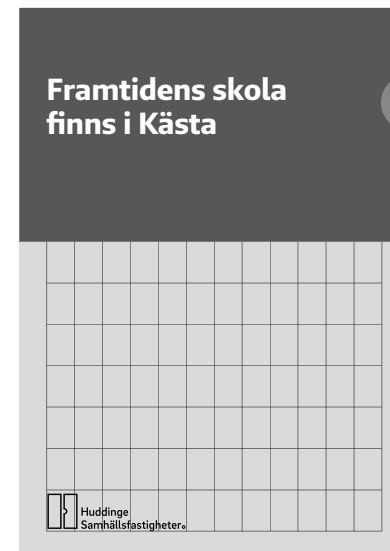 Framtidens skola
finns i Kästa
Huddinge
Samhällsfastigheter